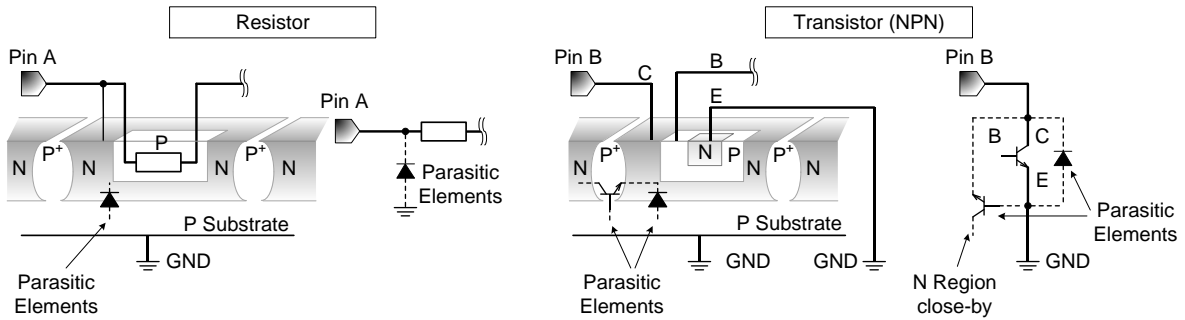 Resistor
Pin A
N
P+
N
P
N
P+
N
Parasitic
Elements
P Substrate
GND
Pin A
Parasitic
Elements
Transistor (NPN)
Pin B
C
B
E
N
P+
N
P
P+
N
N
P Substrate
Parasitic
Elements
GND
GND
Pin B
B
C
E
Parasitic
Elements
N Region
close-by
GND